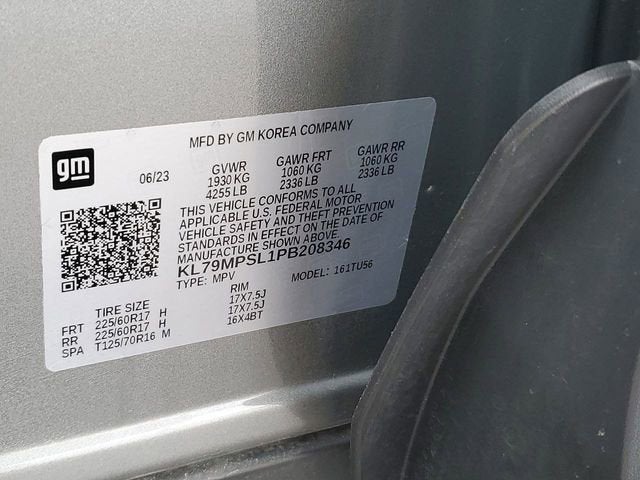 MFD BY GM KOREA COMPANY
gm
06/23 GVWR GAWR FRT GAWR RR
1930 KG 1060 KG 1060 KG
4255 LB 2336 LB 2336 LB
THIS VEHICLE CONFORMS TO ALL
APPLICABLE U.S. FEDERAL MOTOR
VEHICLE SAFETY AND THEFT PREVENTION
STANDARDS IN EFFECT ON THE DATE OF
MANUFACTURE SHOWN ABOVE.
KL79MPSL1PB208346
TYPE: MPV MODEL: 161TU56
TIRE SIZE RIM
FRT 225/60R17 H 17X7.5J
RR 225/60R17 H 17X7.5J
SPA T125/70R16 M 16X4BT